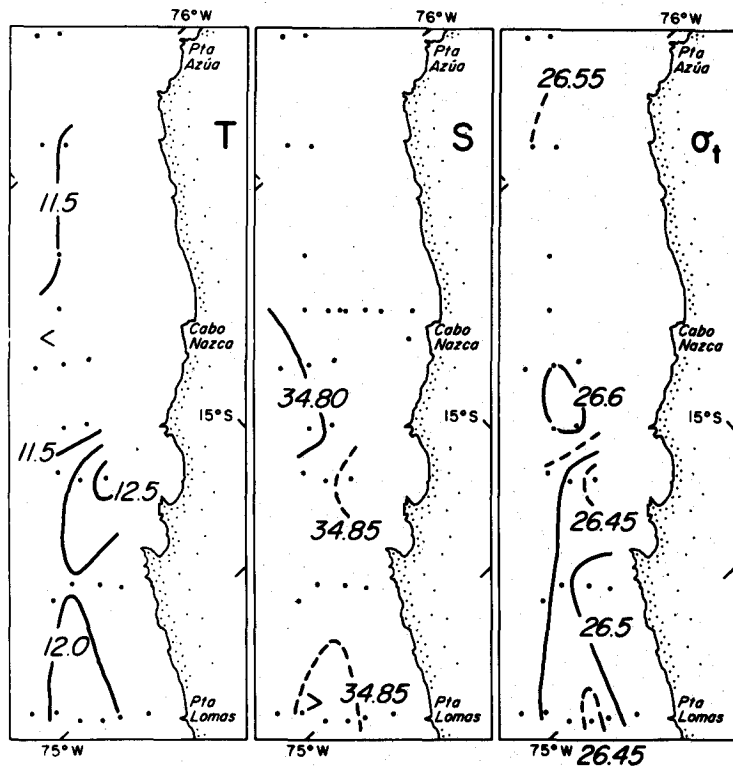 76°W
76°W
76°W
Pta
Azúa
Pta
Azúa
Pta
Azúa
26.55
T
S
σt
11.5
<
Cabo
Nazca
Cabo
Nazca
Cabo
Nazca
34.80
26.6
15°S
15°S
15°S
11.5
12.5
34.85
26.45
12.0
34.85
>
26.5
Pta
Lomas
Pta
Lomas
Pta
Lomas
75°W
75°W
75°W
26.45